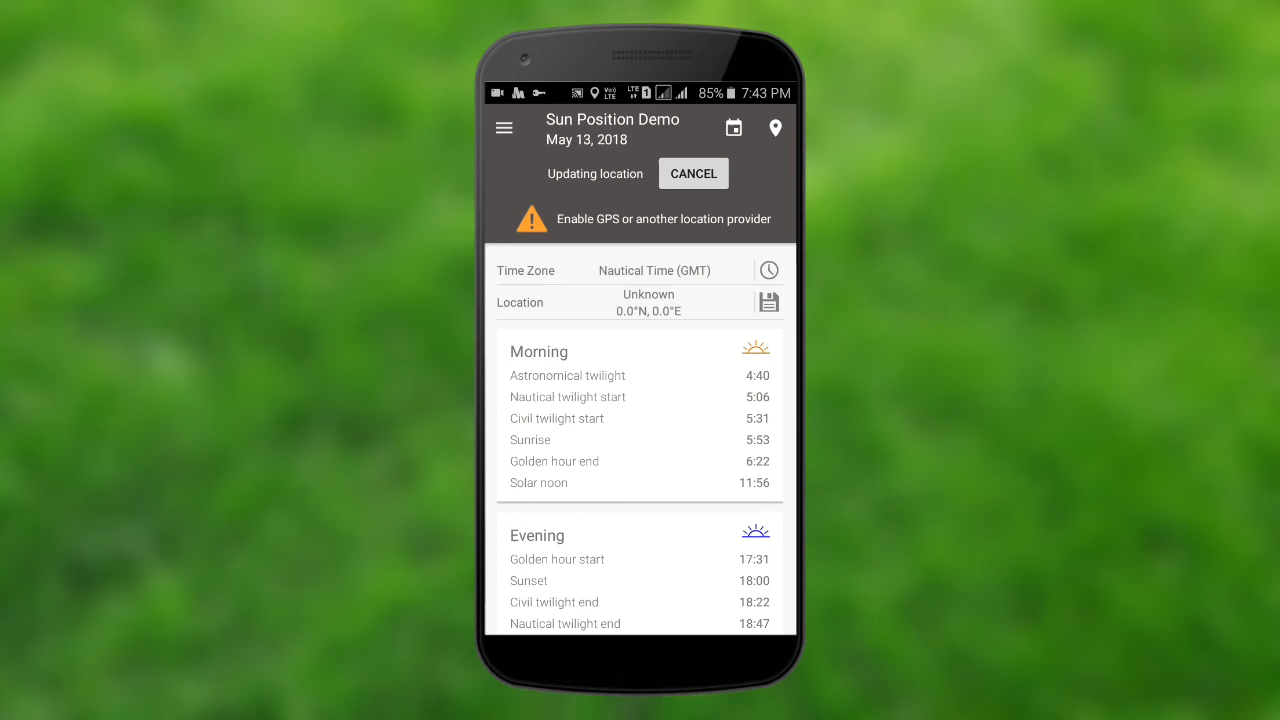 VoLTE LTE 1 85% 7:43 PM
Sun Position Demo
May 13, 2018
Updating location CANCEL
Enable GPS or another location provider
Time Zone Nautical Time (GMT)
Location Unknown
0.0°N, 0.0°E
Morning
Astronomical twilight 4:40
Nautical twilight start 5:06
Civil twilight start 5:31
Sunrise 5:53
Golden hour end 6:22
Solar noon 11:56
Evening
Golden hour start 17:31
Sunset 18:00
Civil twilight end 18:22
Nautical twilight end 18:47